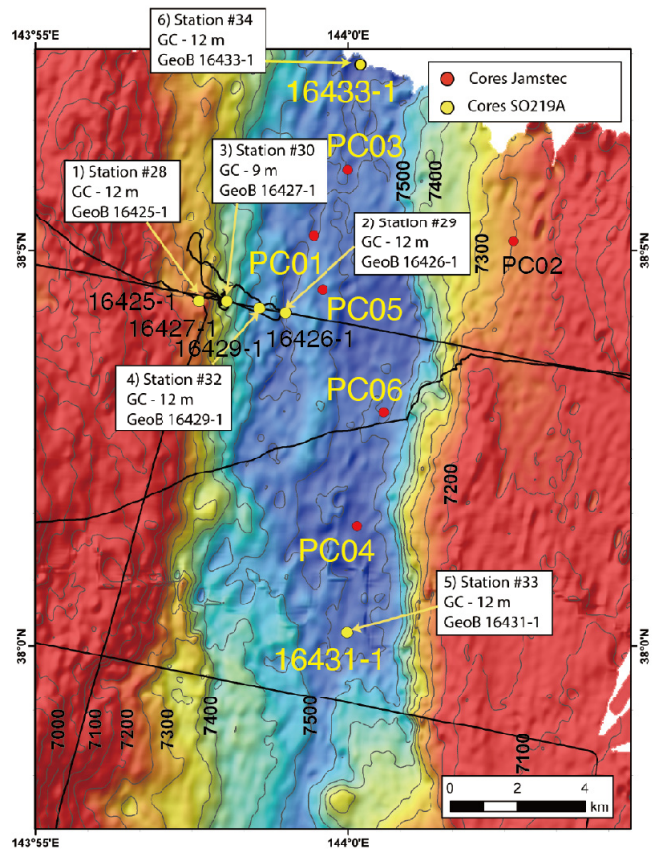 143°55'E
144°0'E
6) Station #34
GC - 12 m
GeoB 16433-1
16433-1
Cores Jamstec
Cores SO219A
PC03
7500
7400
3) Station #30
GC - 9 m
GeoB 16427-1
1) Station #28
GC - 12 m
GeoB 16425-1
2) Station #29
GC - 12 m
GeoB 16426-1
7300
PC02
38°5'N
38°5'N
PC01
PC05
16425-1
16427-1
16429-1
16426-1
4) Station #32
GC - 12 m
GeoB 16429-1
PC06
7200
PC04
5) Station #33
GC - 12 m
GeoB 16431-1
16431-1
38°0'N
38°0'N
7000
7100
7200
7300
7400
7500
7100
0 2 4
km
143°55'E
144°0'E